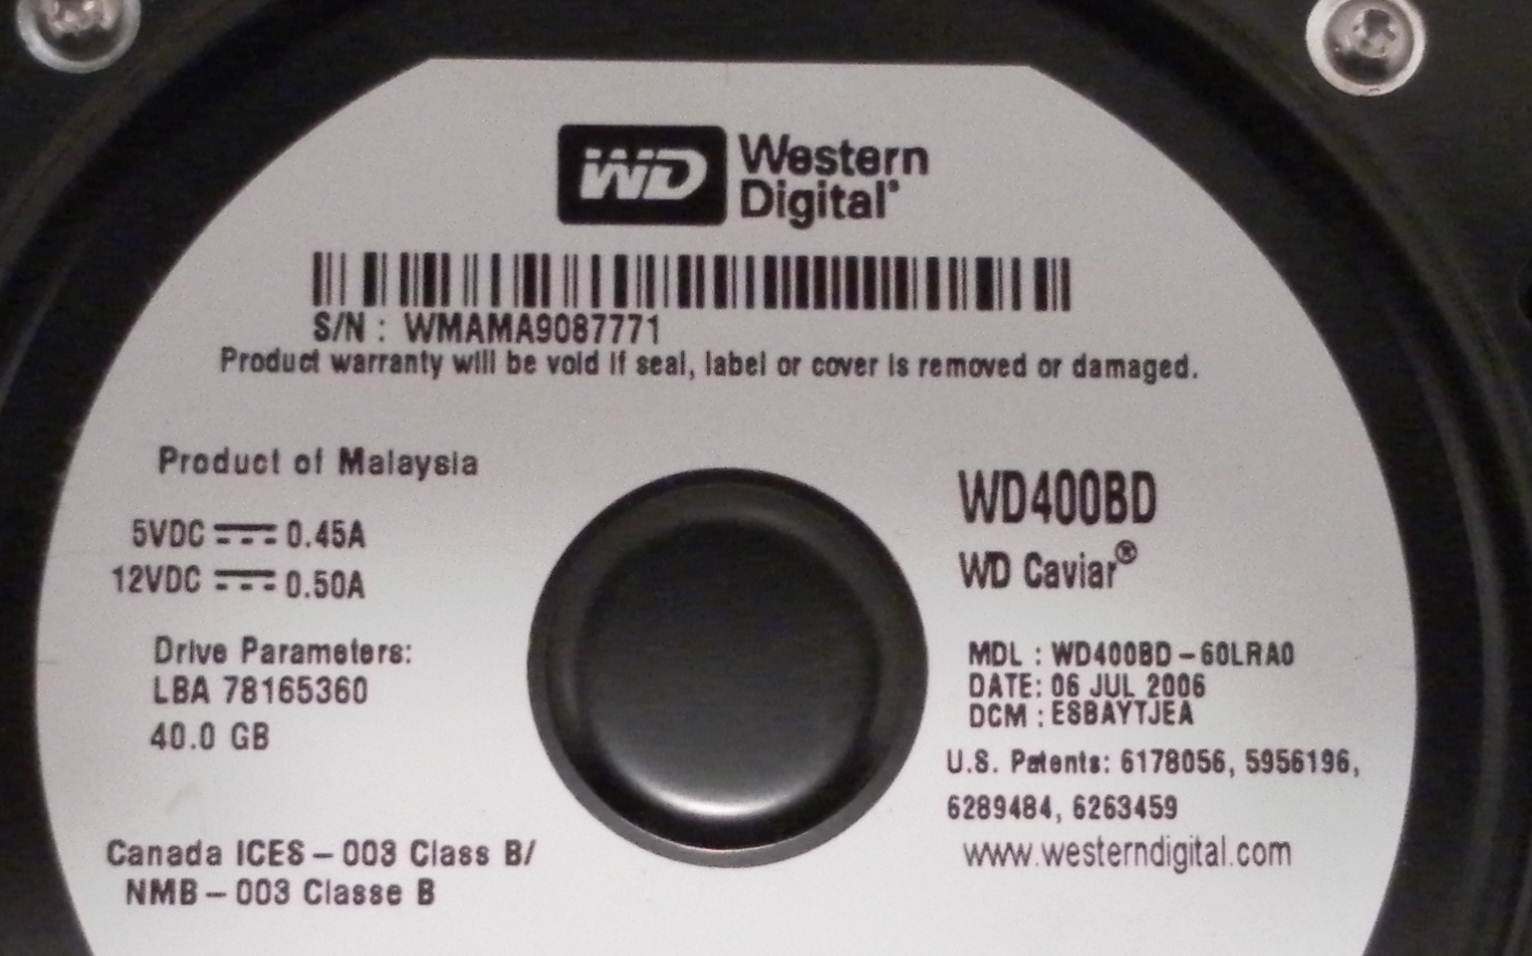 WD Western
Digital®
S/N : WMAMA9087771
Product warranty will be void if seal, label or cover is removed or damaged.
Product of Malaysia
5VDC ⎓ 0.45A
12VDC ⎓ 0.50A
Drive Parameters:
LBA 78165360
40.0 GB
Canada ICES – 003 Class B/
NMB – 003 Classe B
WD400BD
WD Caviar®
MDL : WD400BD – 60LRA0
DATE: 06 JUL 2006
DCM : ESBAYTJEA
U.S. Patents: 6178056, 5956196,
6289484, 6263459
www.westerndigital.com